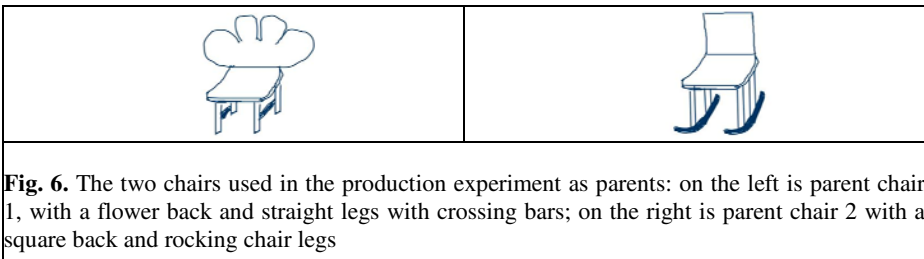 Fig. 6. The two chairs used in the production experiment as parents: on the left is parent chair
1, with a flower back and straight legs with crossing bars; on the right is parent chair 2 with a
square back and rocking chair legs